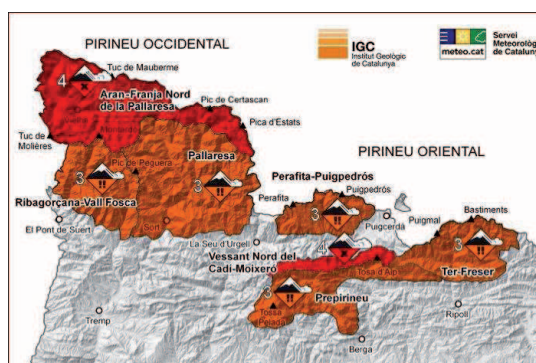 PIRINEU OCCIDENTAL
IGC
Institut Geològic
de Catalunya
meteo.cat
Servei
Meteorològic
de Catalunya
4
Tuc de Mauberme
Aran-Franja Nord
de la Pallaresa
Pic de Certascan
Pica d'Estats
Tuc de
Molières
Montardo
PIRINEU ORIENTAL
Pallaresa
Pic de Peguera
3
3
Perafita-Puigpedrós
Puigpedrós
Perafita
3
Ribagorçana-Vall Fosca
El Pont de Suert
Sort
La Seu d'Urgell
Puigcerdà
Puigmal
Bastiments
3
4
Vessant Nord del
Cadí-Moixeró
Tosa d'Alp
Ter-Freser
3
Prepirineu
Tossa
Pelada
Tremp
Berga
Ripoll